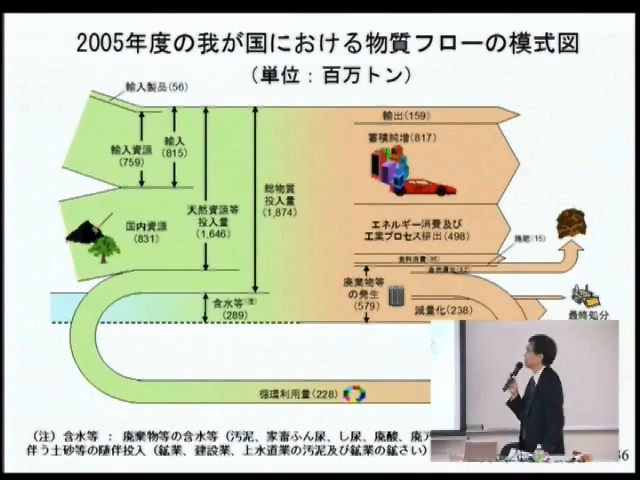 2005年度の我が国における物質フローの模式図
（単位：百万トン）
輸入製品(56)
輸入資源
(759)
輸入
(815)
国内資源
(831)
天然資源等
投入量
(1,646)
総物質
投入量
(1,874)
含水等(注)
(289)
輸出(159)
蓄積純増(817)
エネルギー消費及び
工業プロセス排出(498)
施肥(15)
食料消費(95)
廃棄物等
の発生
(579)
減量化(238)
最終処分
循環利用量(228)
（注）含水等 ： 廃棄物等の含水等（汚泥、家畜ふん尿、し尿、廃酸、廃ア
伴う土砂等の随伴投入（鉱業、建設業、上水道業の汚泥及び鉱業の鉱さい）